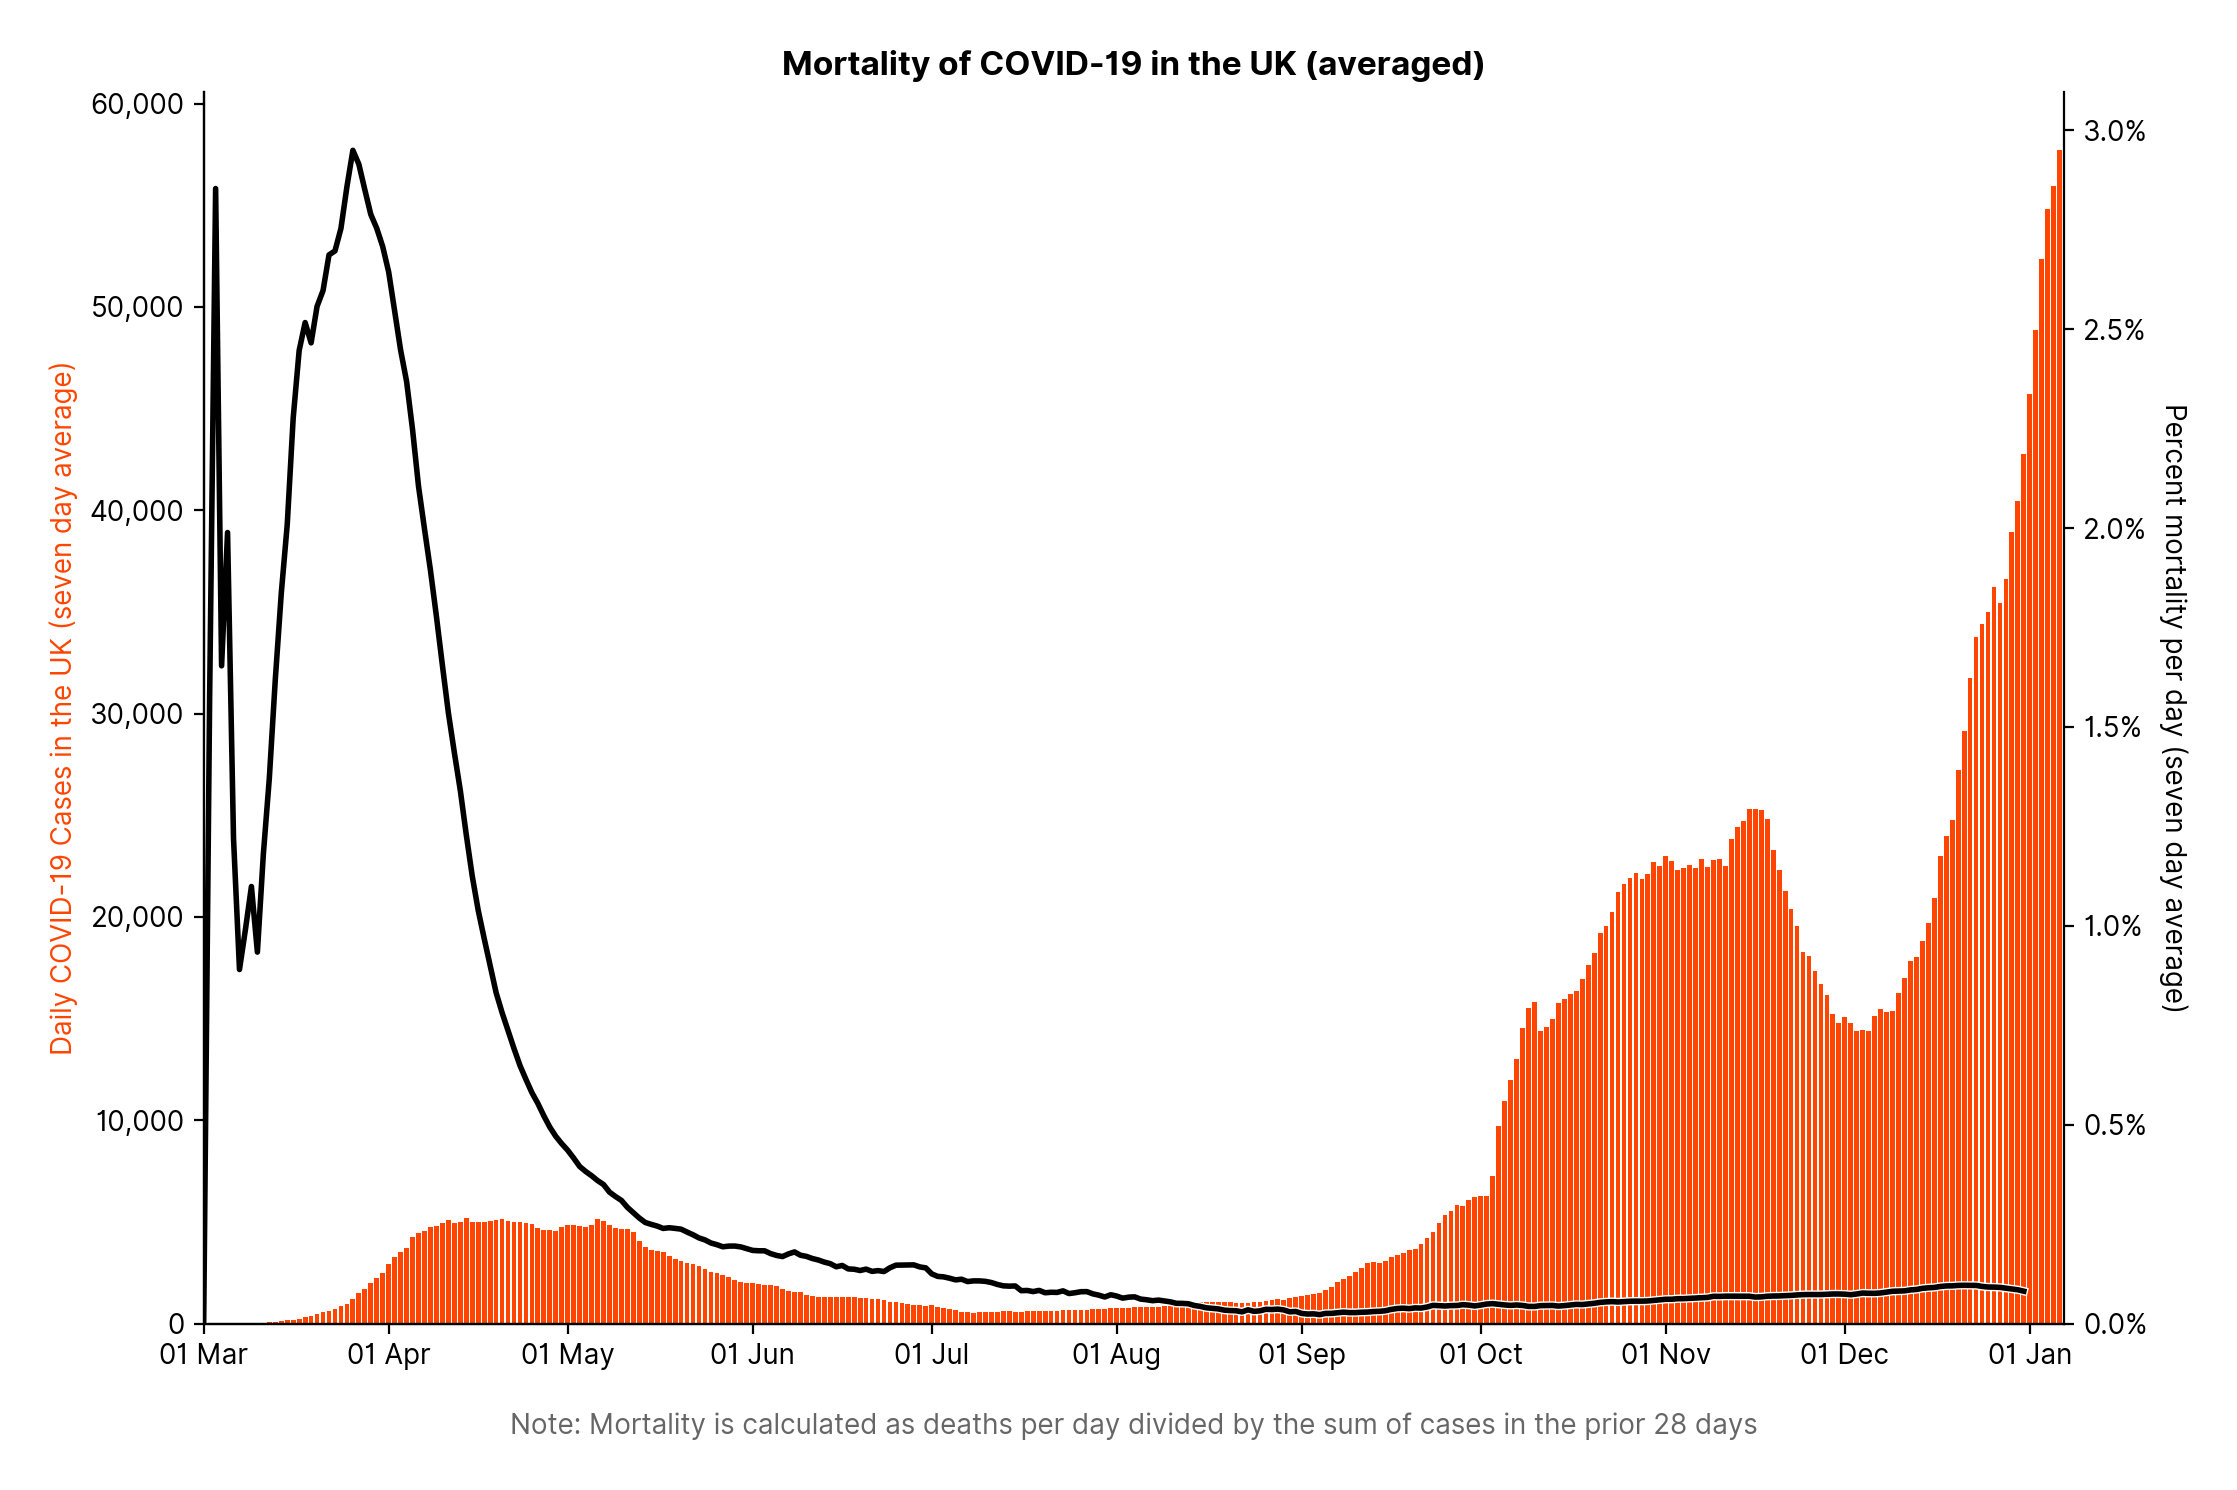 Mortality of COVID-19 in the UK (averaged)
Daily COVID-19 Cases in the UK (seven day average)
60,000
50,000
40,000
30,000
20,000
10,000
0
3.0%
2.5%
2.0%
1.5%
1.0%
0.5%
0.0%
Percent mortality per day (seven day average)
01 Mar
01 Apr
01 May
01 Jun
01 Jul
01 Aug
01 Sep
01 Oct
01 Nov
01 Dec
01 Jan
Note: Mortality is calculated as deaths per day divided by the sum of cases in the prior 28 days